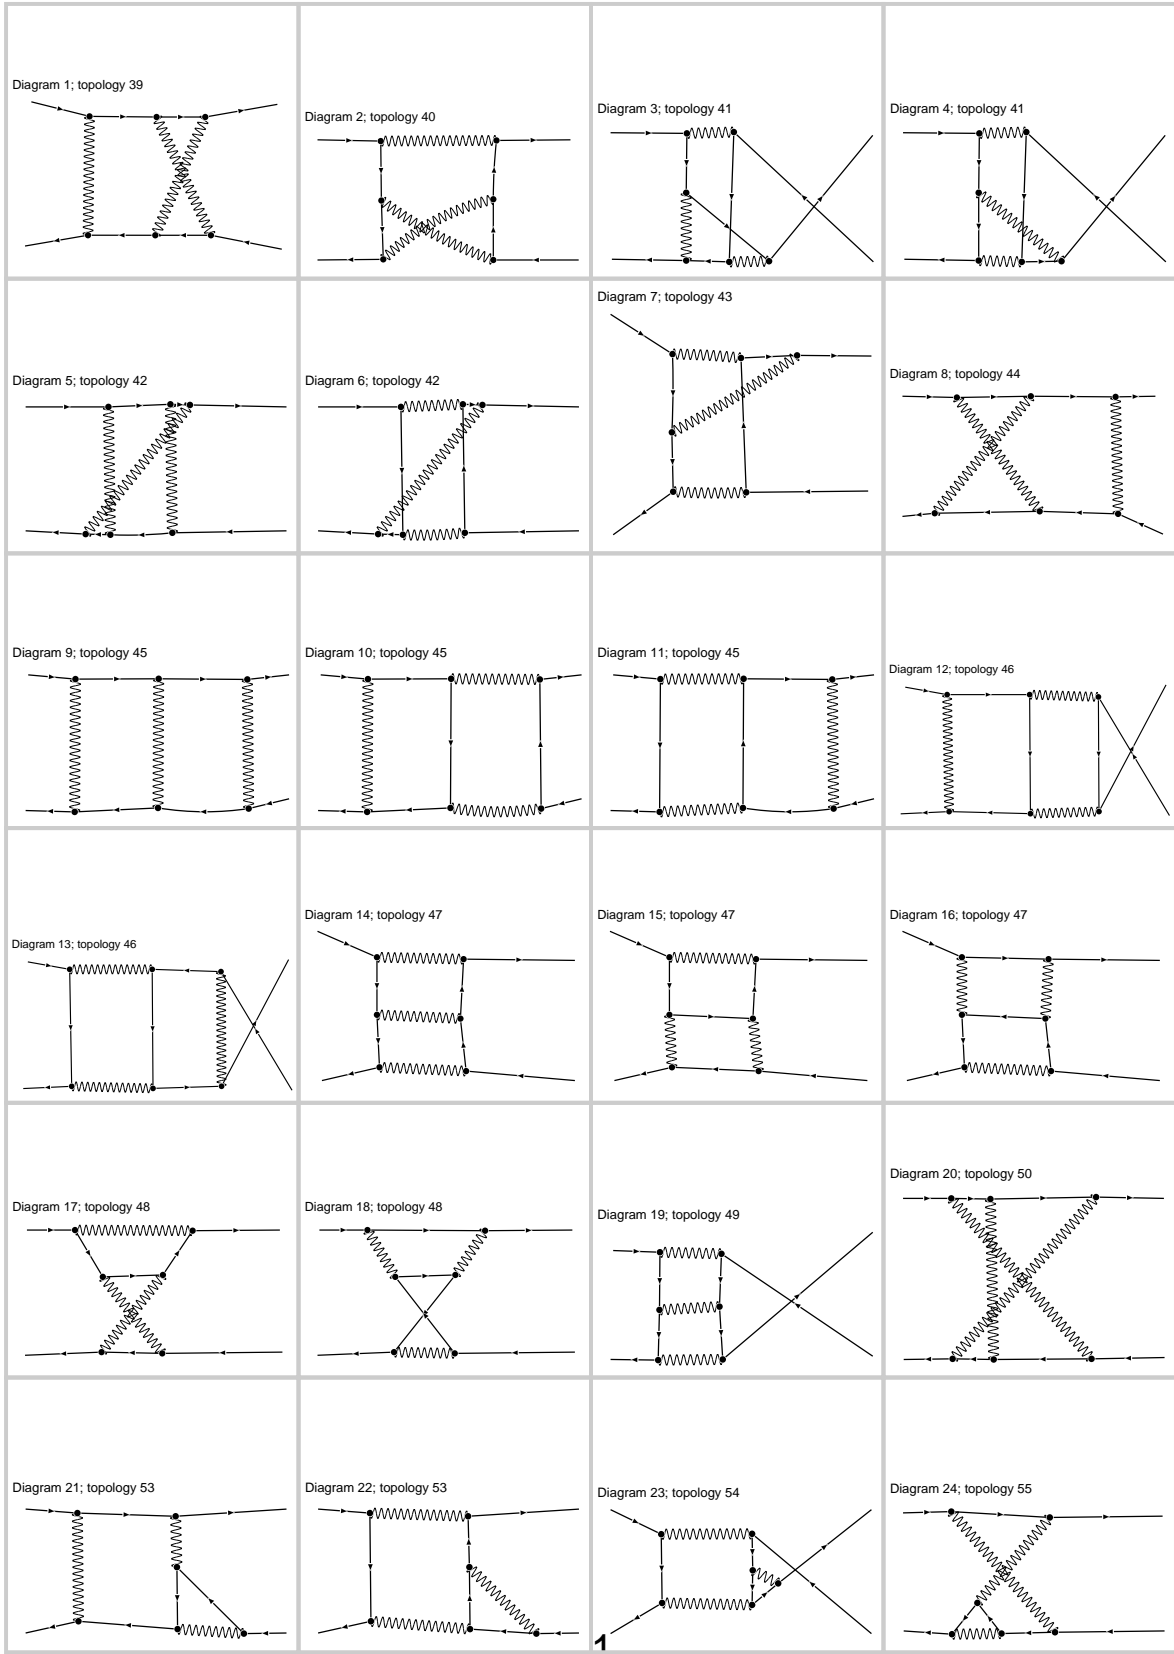 Diagram 1; topology 39
Diagram 2; topology 40
Diagram 3; topology 41
Diagram 4; topology 41
Diagram 5; topology 42
Diagram 6; topology 42
Diagram 7; topology 43
Diagram 8; topology 44
Diagram 9; topology 45
Diagram 10; topology 45
Diagram 11; topology 45
Diagram 12; topology 46
Diagram 13; topology 46
Diagram 14; topology 47
Diagram 15; topology 47
Diagram 16; topology 47
Diagram 17; topology 48
Diagram 18; topology 48
Diagram 19; topology 49
Diagram 20; topology 50
Diagram 21; topology 53
Diagram 22; topology 53
Diagram 23; topology 54
Diagram 24; topology 55
1